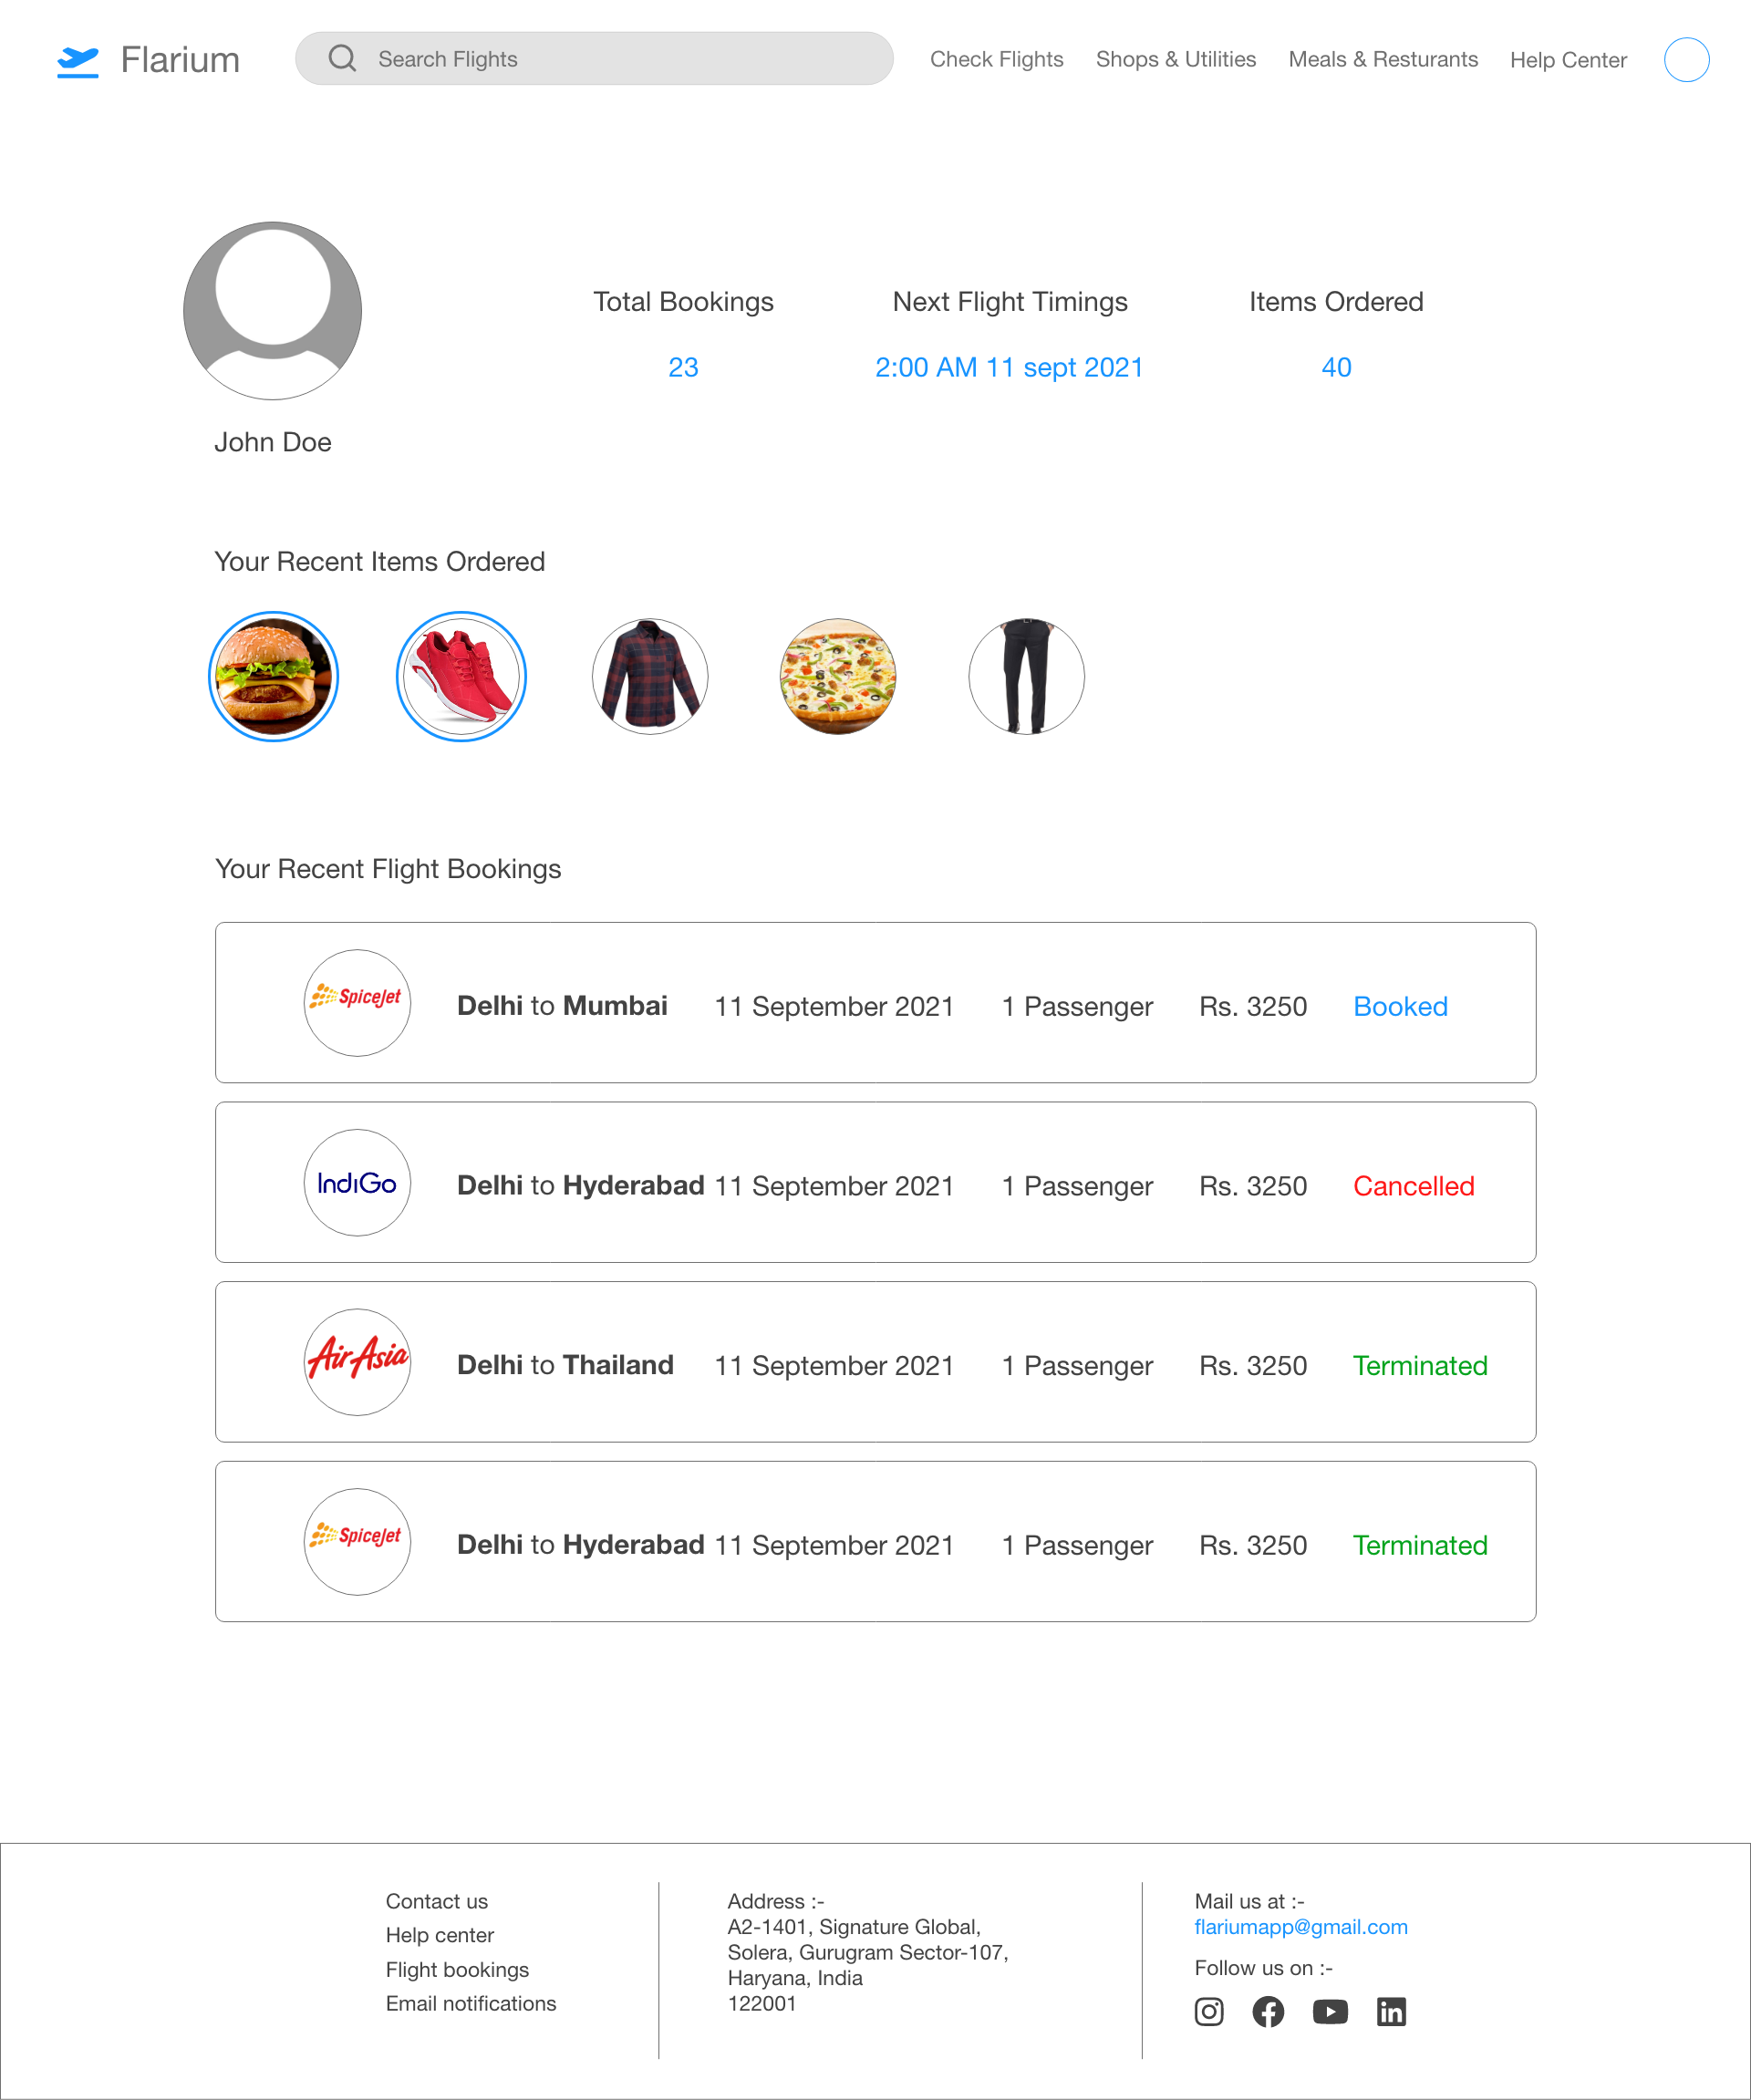 Flarium
Search Flights
Check Flights
Shops & Utilities
Meals & Resturants
Help Center
Total Bookings
23
Next Flight Timings
2:00 AM 11 sept 2021
Items Ordered
40
John Doe
Your Recent Items Ordered
Your Recent Flight Bookings
SpiceJet Delhi to Mumbai 11 September 2021 1 Passenger Rs. 3250 Booked
IndiGo Delhi to Hyderabad 11 September 2021 1 Passenger Rs. 3250 Cancelled
AirAsia Delhi to Thailand 11 September 2021 1 Passenger Rs. 3250 Terminated
SpiceJet Delhi to Hyderabad 11 September 2021 1 Passenger Rs. 3250 Terminated
Contact us
Help center
Flight bookings
Email notifications
Address :-
A2-1401, Signature Global,
Solera, Gurugram Sector-107,
Haryana, India
122001
Mail us at :-
flariumapp@gmail.com
Follow us on :-